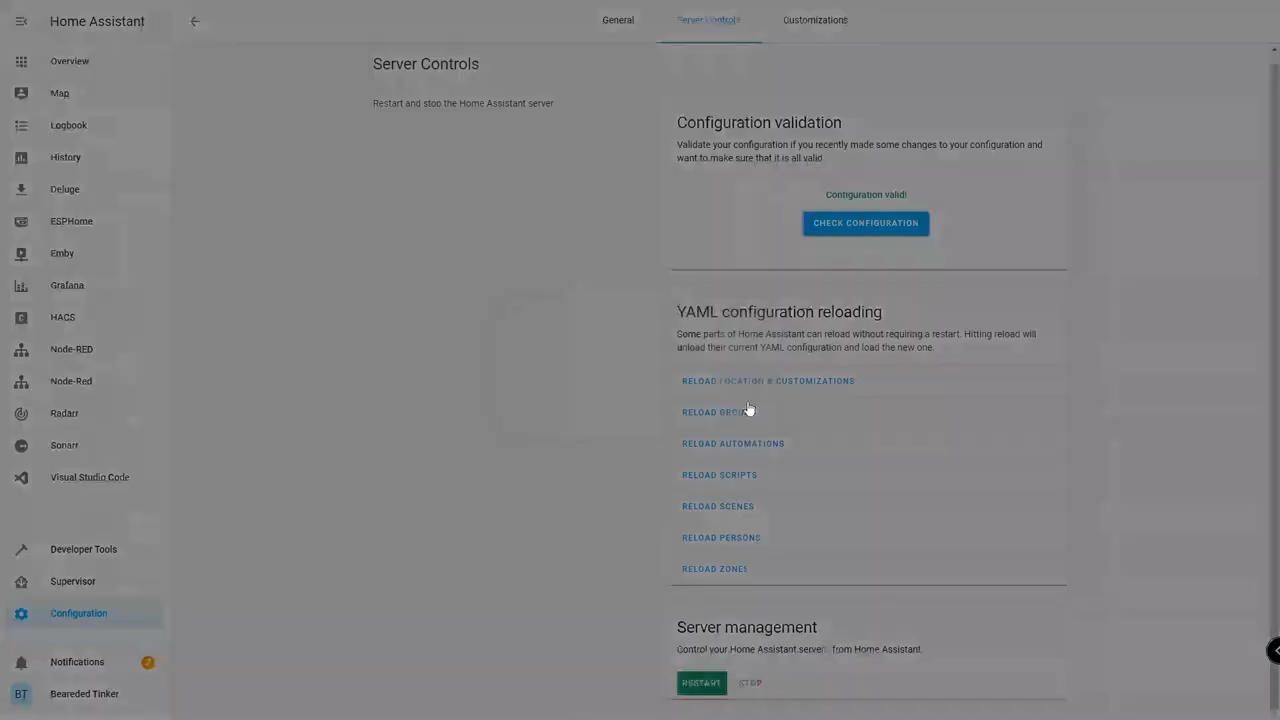 Home Assistant
General
Server Controls
Customizations
Overview
Map
Logbook
History
Deluge
ESPHome
Emby
Grafana
HACS
Node-RED
Node-Red
Radarr
Sonarr
Visual Studio Code
Developer Tools
Supervisor
Configuration
Notifications
BT
Beareded Tinker
Server Controls
Restart and stop the Home Assistant server
Configuration validation
Validate your configuration if you recently made some changes to your configuration and
want to make sure that it is all valid
Configuration valid!
CHECK CONFIGURATION
YAML configuration reloading
Some parts of Home Assistant can reload without requiring a restart. Hitting reload will
unload their current YAML configuration and load the new one.
RELOAD LOCATION & CUSTOMIZATIONS
RELOAD
RELOAD AUTOMATIONS
RELOAD SCRIPTS
RELOAD SCENES
RELOAD PERSONS
RELOAD ZONES
Server management
Control your Home Assistant server… from Home Assistant.
RESTART
STOP